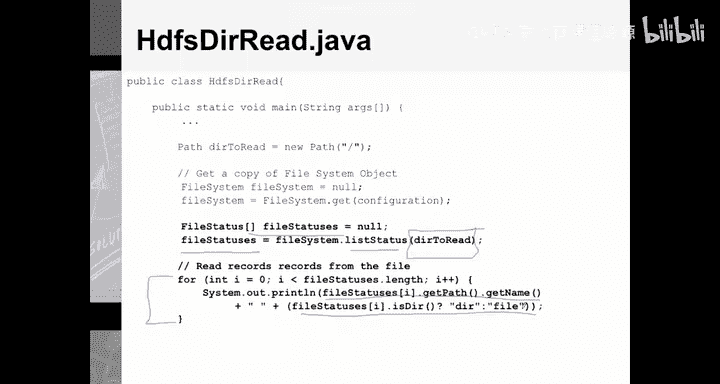 HdfsDirRead.java
bilibili
public class HdfsDirRead{
public static void main(String args[]) {
...
Path dirToRead = new Path("/");
// Get a copy of File System Object
FileSystem fileSystem = null;
fileSystem = FileSystem.get(configuration);
FileStatus[] fileStatuses = null;
fileStatuses = fileSystem.listStatus(dirToRead);
// Read records records from the file
for (int i = 0; i < fileStatuses.length; i++) {
System.out.println(fileStatuses[i].getPath().getName()
+ " " + (fileStatuses[i].isDir()? "dir":"file"));
}